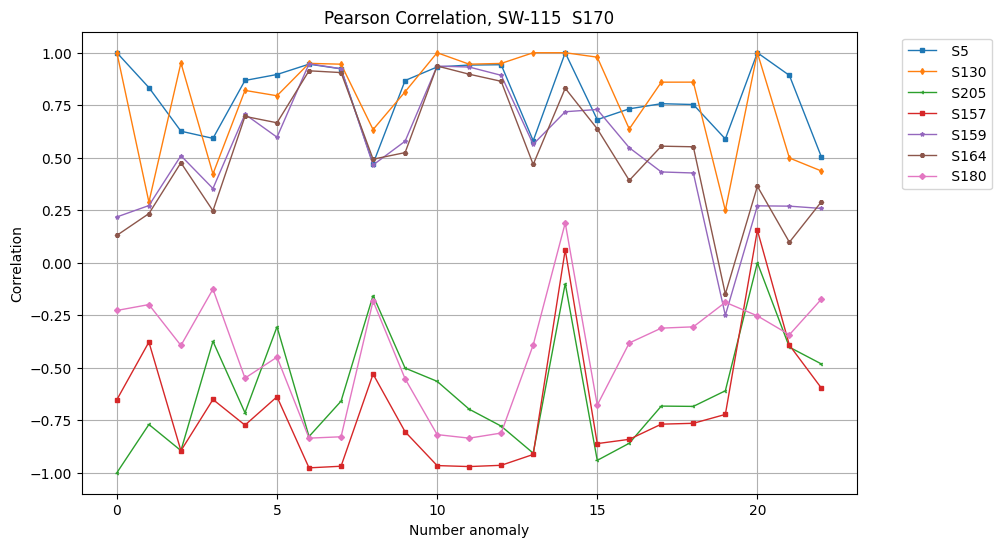 Pearson Correlation, SW-115  S170
1.00
0.75
0.50
0.25
0.00
−0.25
−0.50
−0.75
−1.00
Correlation
0 5 10 15 20
Number anomaly
S5
S130
S205
S157
S159
S164
S180